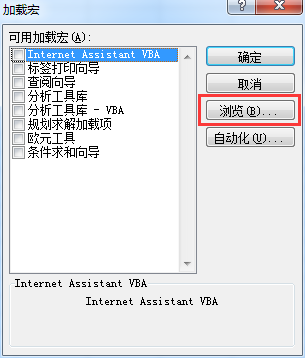 加载宏
可用加载宏(A):
Internet Assistant VBA
标签打印向导
查阅向导
分析工具库
分析工具库 - VBA
规划求解加载项
欧元工具
条件求和向导
确定
取消
浏览(B)...
自动化(U)...
Internet Assistant VBA
Internet Assistant VBA